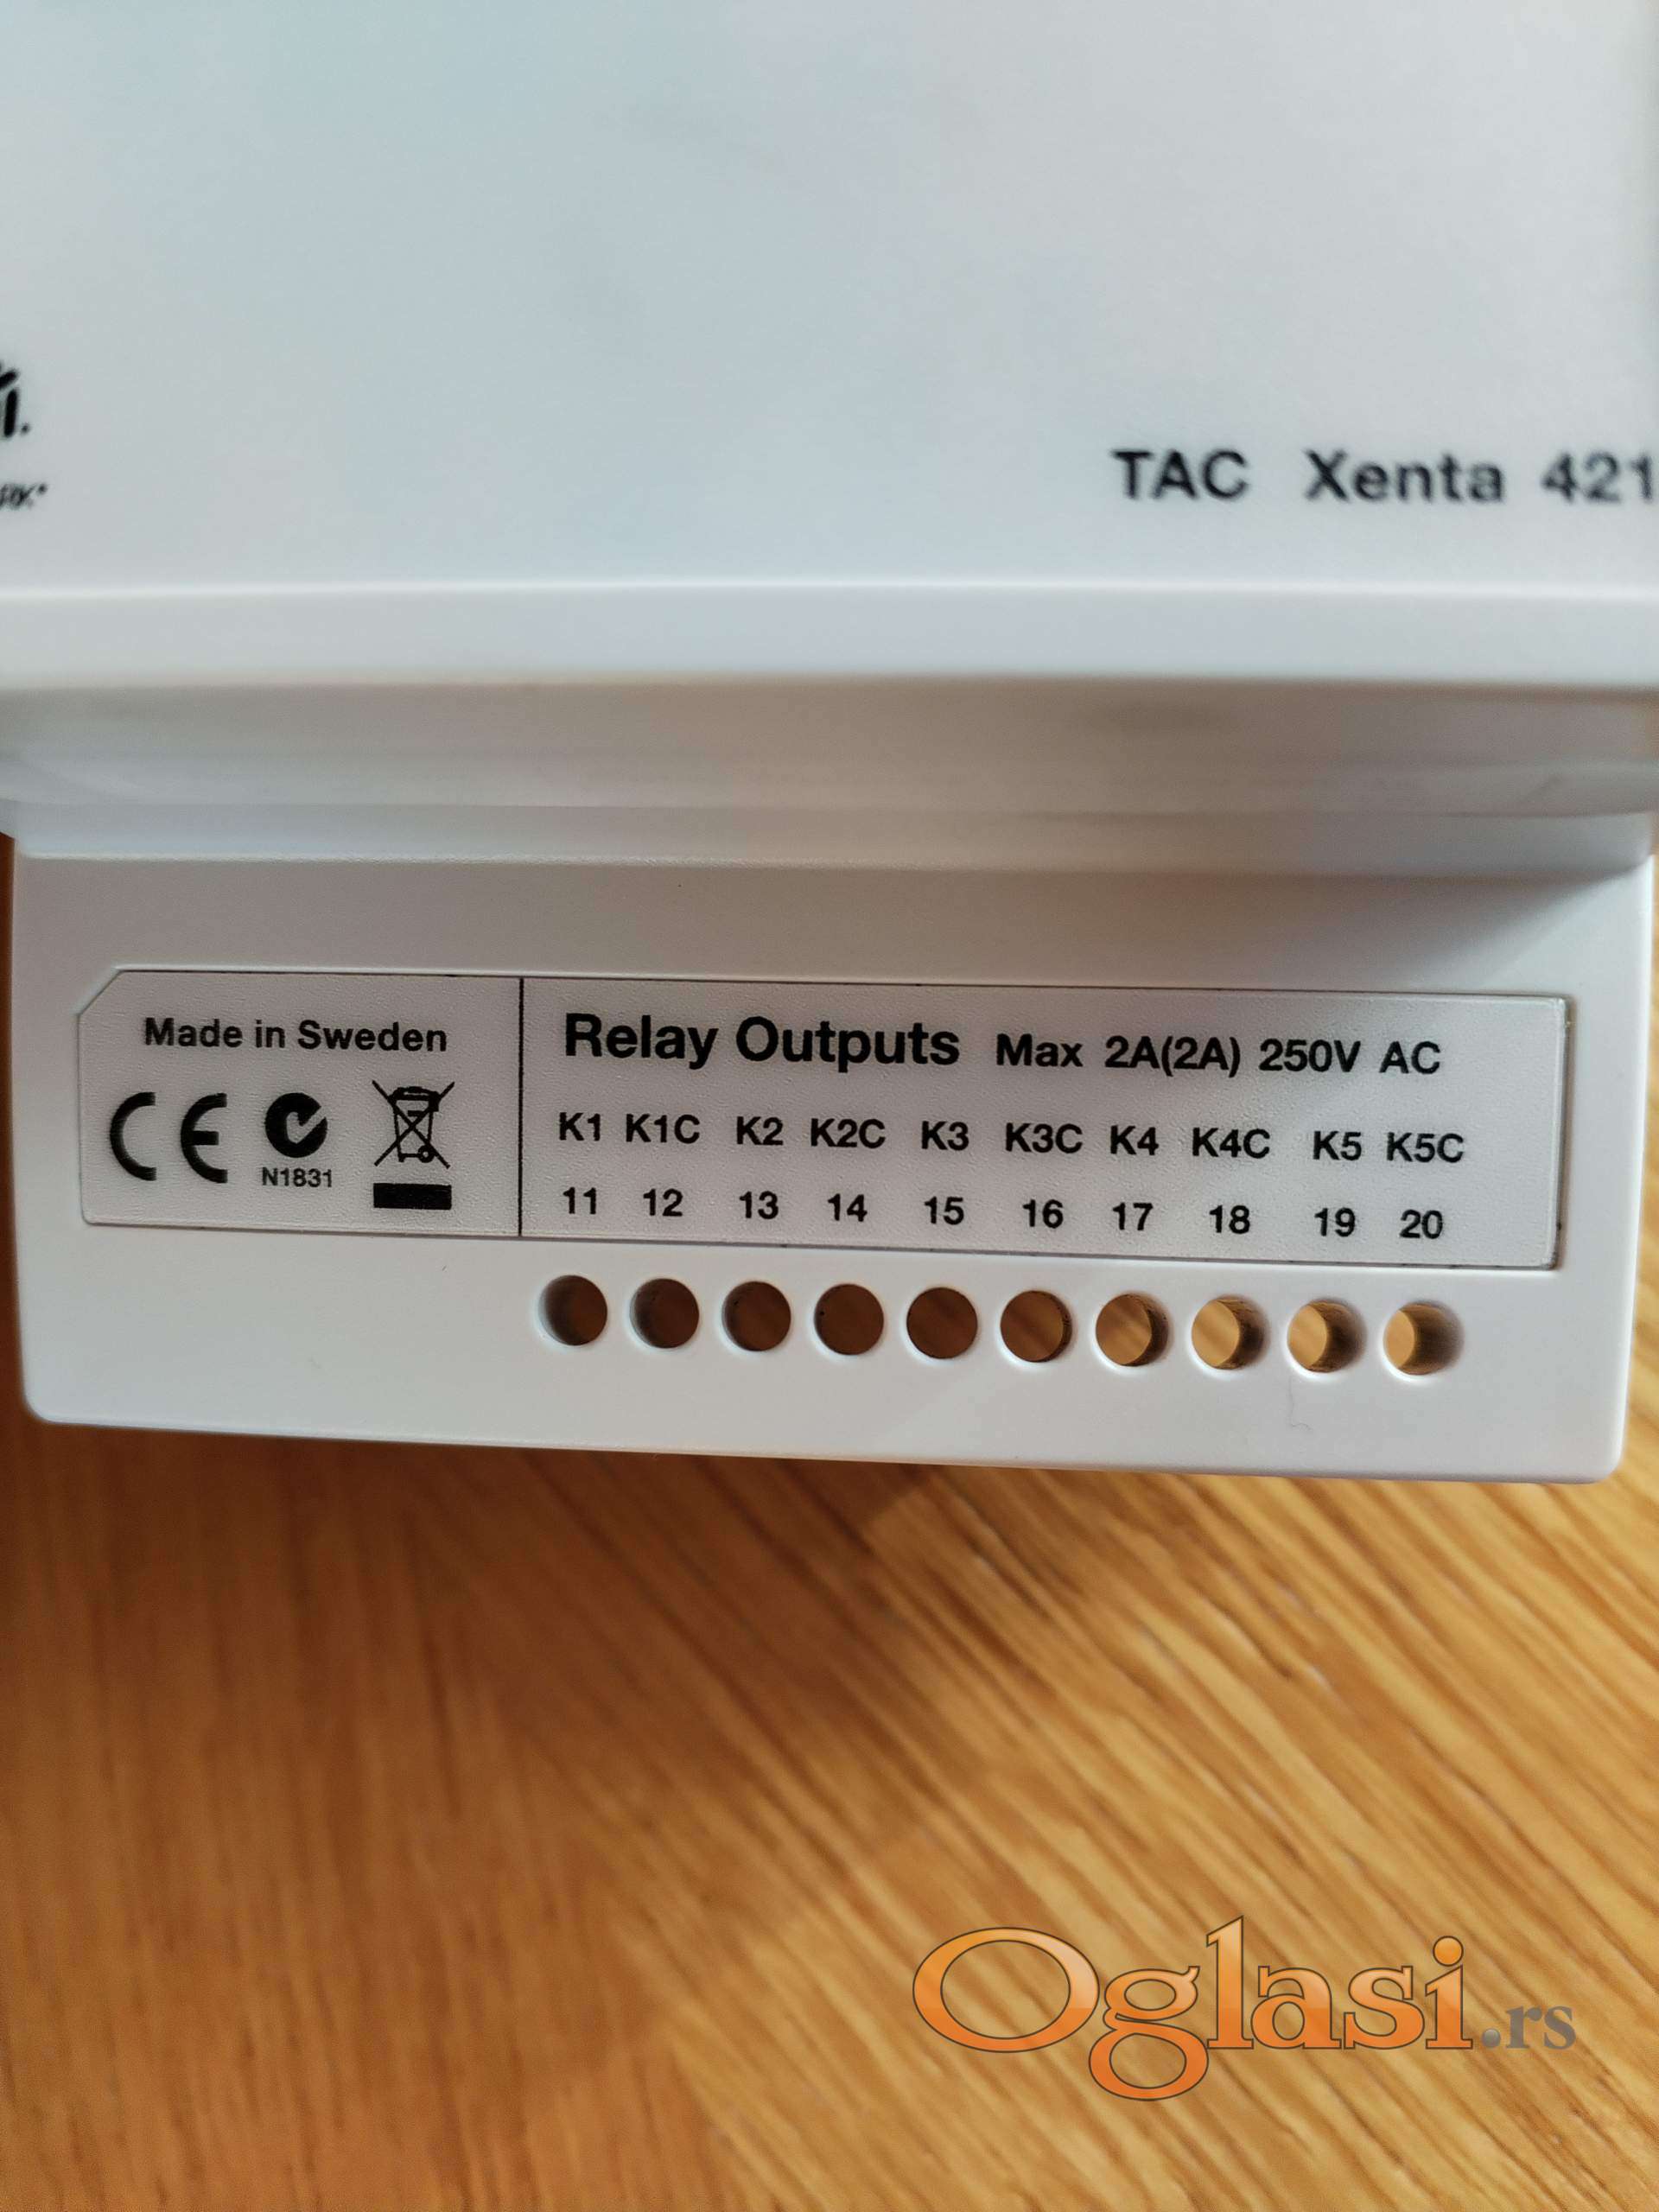 TAC Xenta 421
Made in Sweden
CE
N1831
Relay Outputs Max 2A(2A) 250V AC
K1 K1C K2 K2C K3 K3C K4 K4C K5 K5C
11 12 13 14 15 16 17 18 19 20
Oglasi.rs